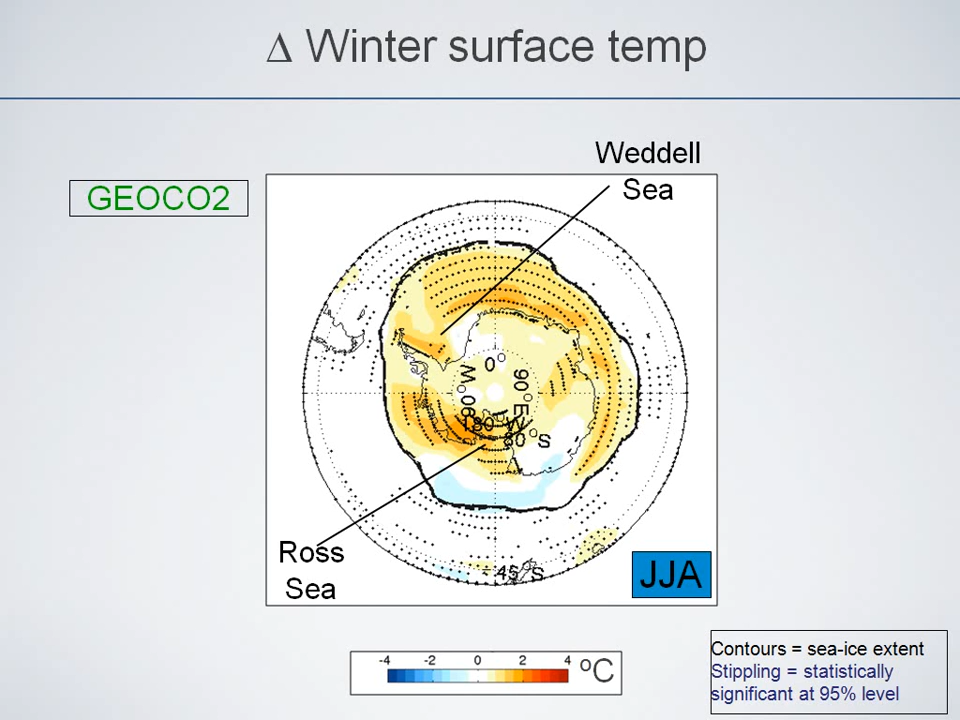 Δ Winter surface temp
Weddell
Sea
GEOCO2
0°
90°W
90°E
180°W
80°S
45°S
Ross
Sea
JJA
-4 -2 0 2 4 °C
Contours = sea-ice extent
Stippling = statistically
significant at 95% level